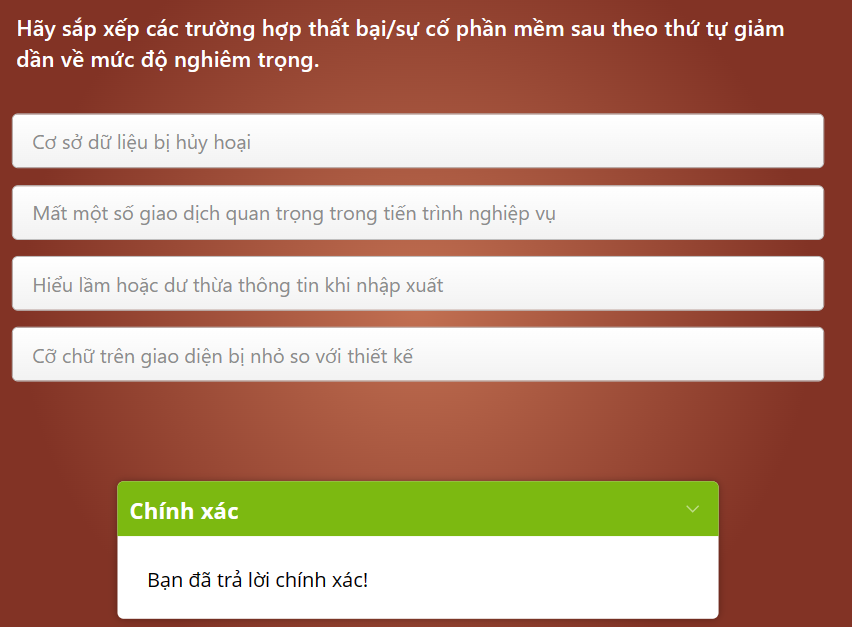 Hãy sắp xếp các trường hợp thất bại/sự cố phần mềm sau theo thứ tự giảm
dần về mức độ nghiêm trọng.
Cơ sở dữ liệu bị hủy hoại
Mất một số giao dịch quan trọng trong tiến trình nghiệp vụ
Hiểu lầm hoặc dư thừa thông tin khi nhập xuất
Cỡ chữ trên giao diện bị nhỏ so với thiết kế
Chính xác
Bạn đã trả lời chính xác!